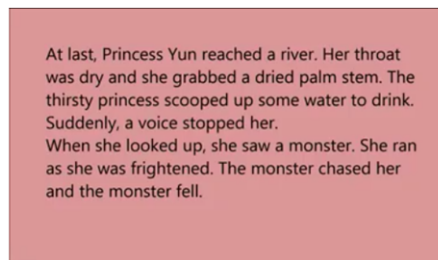 At last, Princess Yun reached a river. Her throat
was dry and she grabbed a dried palm stem. The
thirsty princess scooped up some water to drink.
Suddenly, a voice stopped her.
When she looked up, she saw a monster. She ran
as she was frightened. The monster chased her
and the monster fell.